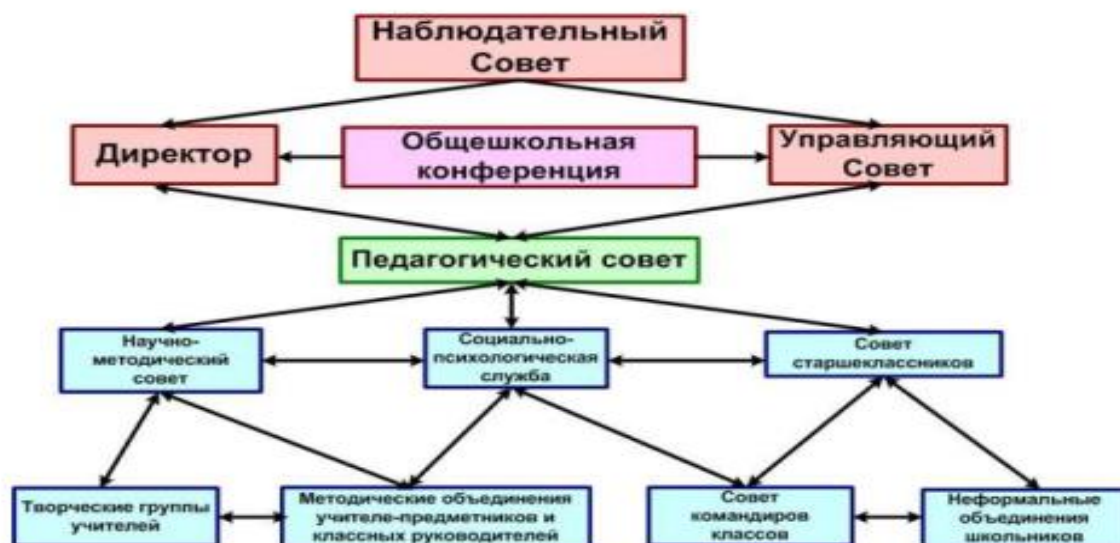 Наблюдательный
Совет
Директор
Общешкольная
конференция
Управляющий
Совет
Педагогический совет
Научно-
методический
совет
Социально-
психологическая
служба
Совет
старшеклассников
Творческие группы
учителей
Методические объединения
учителе-предметников и
классных руководителей
Совет
командиров
классов
Неформальные
объединения
школьников